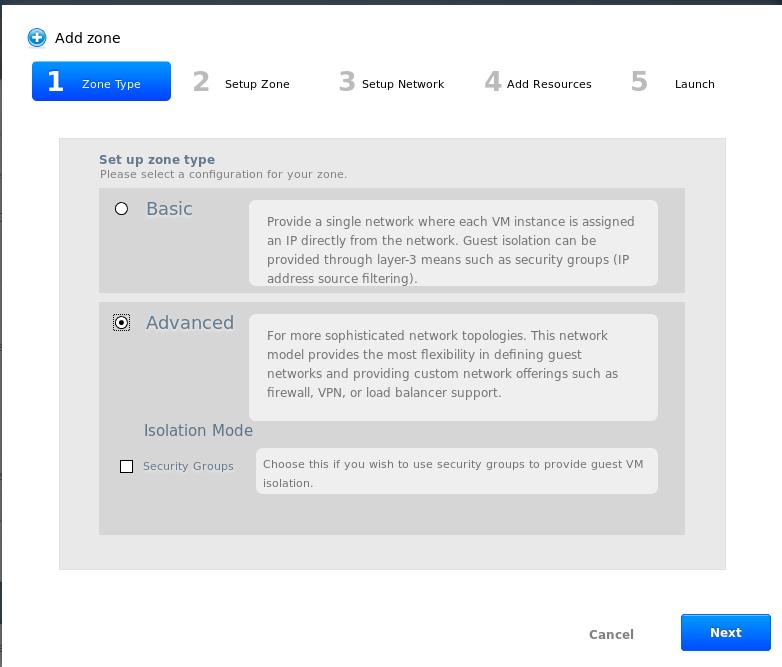 Add zone
1 Zone Type 2 Setup Zone 3 Setup Network 4 Add Resources 5 Launch
Set up zone type
Please select a configuration for your zone.
Basic
Provide a single network where each VM instance is assigned
an IP directly from the network. Guest isolation can be
provided through layer-3 means such as security groups (IP
address source filtering).
Advanced
For more sophisticated network topologies. This network
model provides the most flexibility in defining guest
networks and providing custom network offerings such as
firewall, VPN, or load balancer support.
Isolation Mode
Security Groups
Choose this if you wish to use security groups to provide guest VM
isolation.
Cancel Next